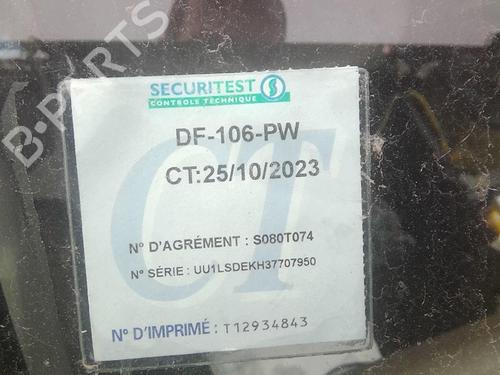 B-PARTS
SECURITEST
CONTROLE TECHNIQUE
DF-106-PW
CT:25/10/2023
CT
N° D'AGRÉMENT : S080T074
N° SÉRIE : UU1LSDEKH37707950
N° D'IMPRIMÉ : T12934843